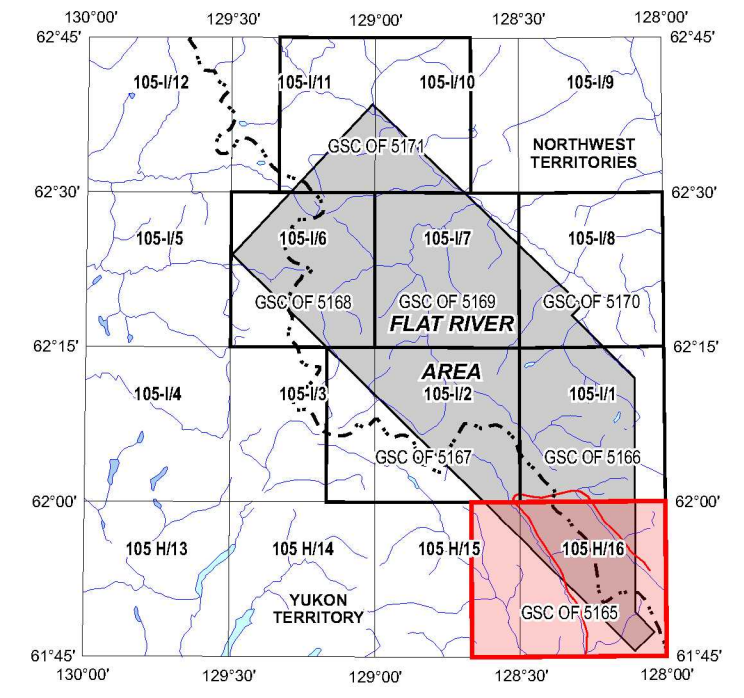 130°00' 129°30' 129°00' 128°30' 128°00'
62°45' 62°45'
105-I/12 105-I/11 105-I/10 105-I/9
GSC OF 5171
NORTHWEST
TERRITORIES
62°30' 62°30'
105-I/5 105-I/6 105-I/7 105-I/8
GSC OF 5168 GSC OF 5169 GSC OF 5170
FLAT RIVER
62°15' 62°15'
AREA
105-I/4 105-I/3 105-I/2 105-I/1
GSC OF 5167 GSC OF 5166
62°00' 62°00'
105 H/13 105 H/14 105 H/15 105 H/16
YUKON
TERRITORY
GSC OF 5165
61°45' 61°45'
130°00' 129°30' 129°00' 128°30' 128°00'